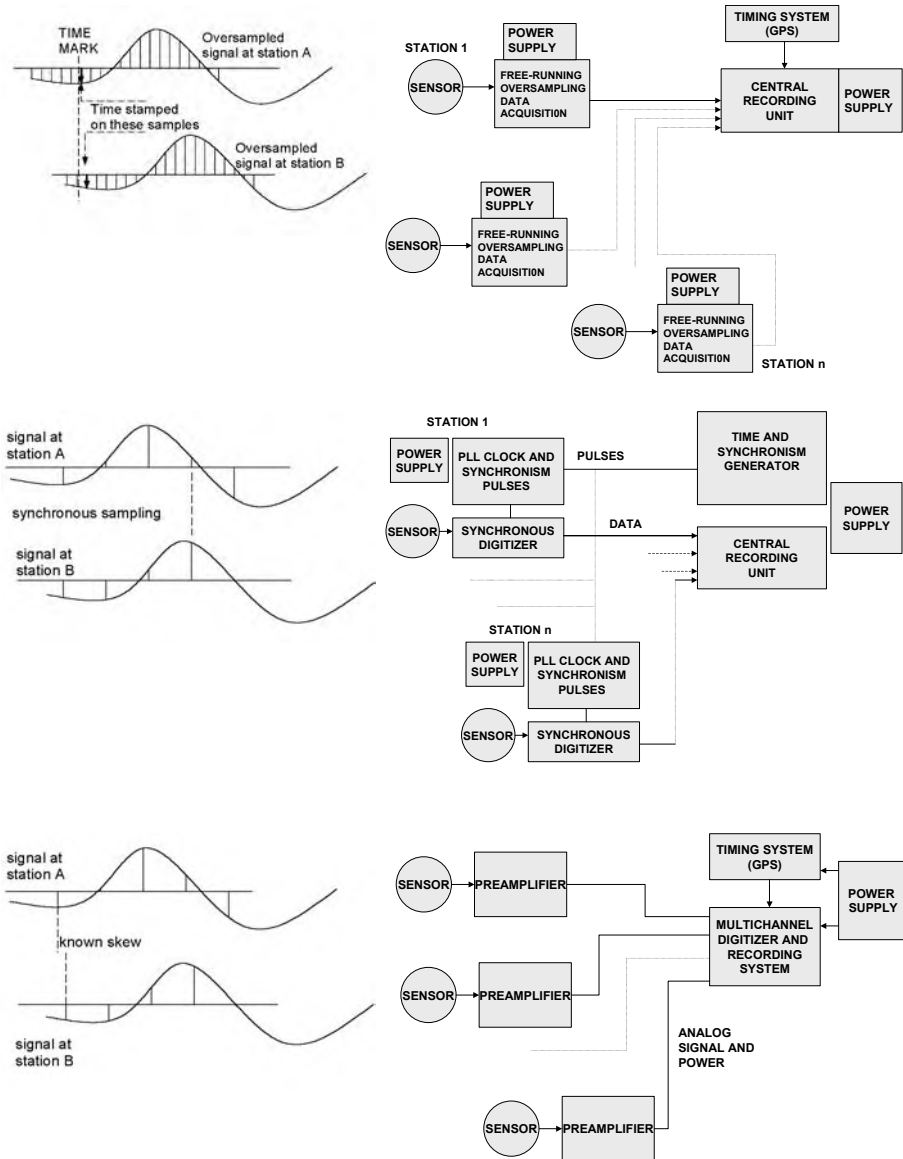 TIME
MARK
Oversampled
signal at station A
Time stamped
on these samples
Oversampled
signal at station B
STATION 1
POWER
SUPPLY
SENSOR
FREE-RUNNING
OVERSAMPLING
DATA
ACQUISITI0N
TIMING SYSTEM
(GPS)
CENTRAL
RECORDING
UNIT
POWER
SUPPLY
POWER
SUPPLY
SENSOR
FREE-RUNNING
OVERSAMPLING
DATA
ACQUISITI0N
POWER
SUPPLY
SENSOR
FREE-RUNNING
OVERSAMPLING
DATA
ACQUISITI0N
STATION n
signal at
station A
synchronous sampling
signal at
station B
STATION 1
POWER
SUPPLY
PLL CLOCK AND
SYNCHRONISM
PULSES
PULSES
TIME AND
SYNCHRONISM
GENERATOR
SENSOR
SYNCHRONOUS
DIGITIZER
DATA
CENTRAL
RECORDING
UNIT
POWER
SUPPLY
STATION n
POWER
SUPPLY
PLL CLOCK AND
SYNCHRONISM
PULSES
SENSOR
SYNCHRONOUS
DIGITIZER
signal at
station A
known skew
signal at
station B
SENSOR
PREAMPLIFIER
TIMING SYSTEM
(GPS)
POWER
SUPPLY
MULTICHANNEL
DIGITIZER AND
RECORDING
SYSTEM
SENSOR
PREAMPLIFIER
ANALOG
SIGNAL AND
POWER
SENSOR
PREAMPLIFIER